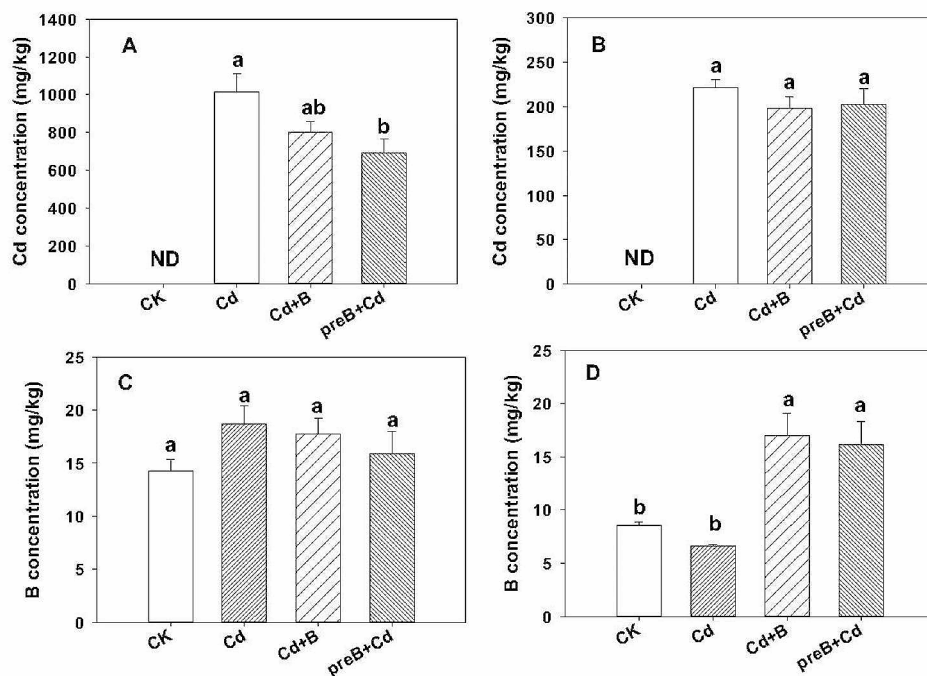 A
Cd concentration (mg/kg)
1400
1200
1000
800
600
400
200
0
ND
a
ab
b
CK
Cd
Cd+B
preB+Cd
B
Cd concentration (mg/kg)
300
250
200
150
100
50
0
ND
a
a
a
CK
Cd
Cd+B
preB+Cd
C
B concentration (mg/kg)
25
20
15
10
5
0
a
a
a
a
CK
Cd
Cd+B
preB+Cd
D
B concentration (mg/kg)
25
20
15
10
5
0
b
b
a
a
CK
Cd
Cd+B
preB+Cd